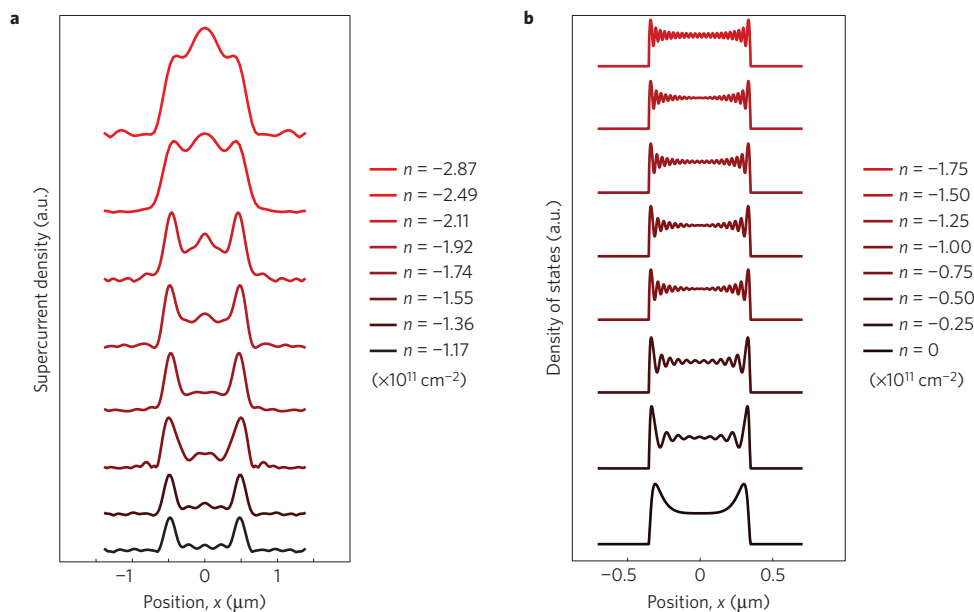 a
Supercurrent density (a.u.)
n = −2.87
n = −2.49
n = −2.11
n = −1.92
n = −1.74
n = −1.55
n = −1.36
n = −1.17
(×10¹¹ cm⁻²)
−1
0
1
Position, x (μm)
b
Density of states (a.u.)
n = −1.75
n = −1.50
n = −1.25
n = −1.00
n = −0.75
n = −0.50
n = −0.25
n = 0
(×10¹¹ cm⁻²)
−0.5
0
0.5
Position, x (μm)